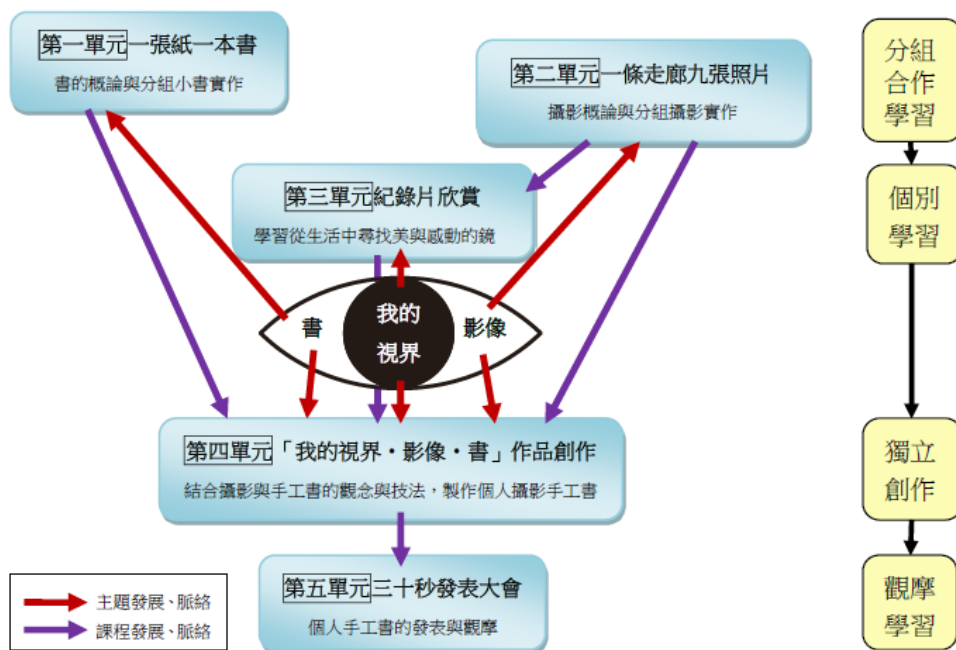 第一單元一張紙一本書
書的概論與分組小書實作
第二單元一條走廊九張照片
攝影概論與分組攝影實作
第三單元紀錄片欣賞
學習從生活中尋找美與感動的鏡
書
我的
視界
影像
第四單元「我的視界・影像・書」作品創作
結合攝影與手工書的觀念與技法，製作個人攝影手工書
第五單元三十秒發表大會
個人手工書的發表與觀摩
主題發展、脈絡
課程發展、脈絡
分組
合作
學習
個別
學習
獨立
創作
觀摩
學習